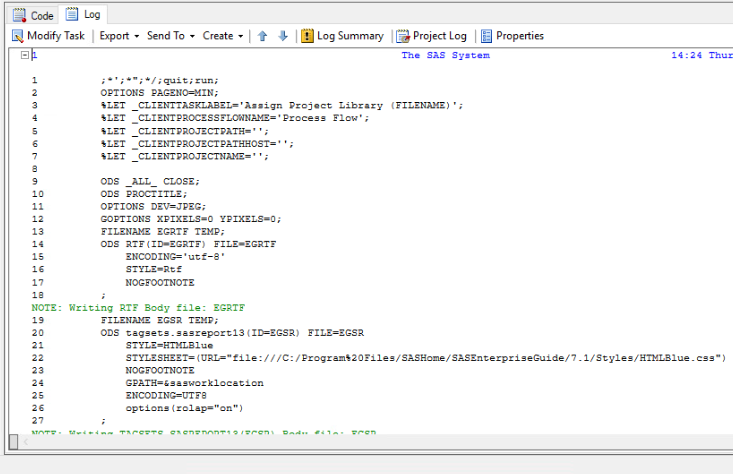 Code Log
Modify Task Export Send To Create Log Summary Project Log Properties
1 The SAS System 14:24 Thur
1 ;*';*";*/;quit;run;
2 OPTIONS PAGENO=MIN;
3 %LET _CLIENTTASKLABEL='Assign Project Library (FILENAME)';
4 %LET _CLIENTPROCESSFLOWNAME='Process Flow';
5 %LET _CLIENTPROJECTPATH='';
6 %LET _CLIENTPROJECTPATHHOST='';
7 %LET _CLIENTPROJECTNAME='';
8
9 ODS _ALL_ CLOSE;
10 ODS PROCTITLE;
11 OPTIONS DEV=JPEG;
12 GOPTIONS XPIXELS=0 YPIXELS=0;
13 FILENAME EGRTF TEMP;
14 ODS RTF(ID=EGRTF) FILE=EGRTF
15 ENCODING='utf-8'
16 STYLE=Rtf
17 NOGFOOTNOTE
18 ;
NOTE: Writing RTF Body file: EGRTF
19 FILENAME EGSR TEMP;
20 ODS tagsets.sasreport13(ID=EGSR) FILE=EGSR
21 STYLE=HTMLBlue
22 STYLESHEET=(URL="file:///C:/Program%20Files/SASHome/SASEnterpriseGuide/7.1/Styles/HTMLBlue.css")
23 NOGFOOTNOTE
24 GPATH=&sasworklocation
25 ENCODING=UTF8
26 options(rolap="on")
27 ;
NOTE: Writing TAGSETS.SASREPORT13(EGSR) Body file: EGSR